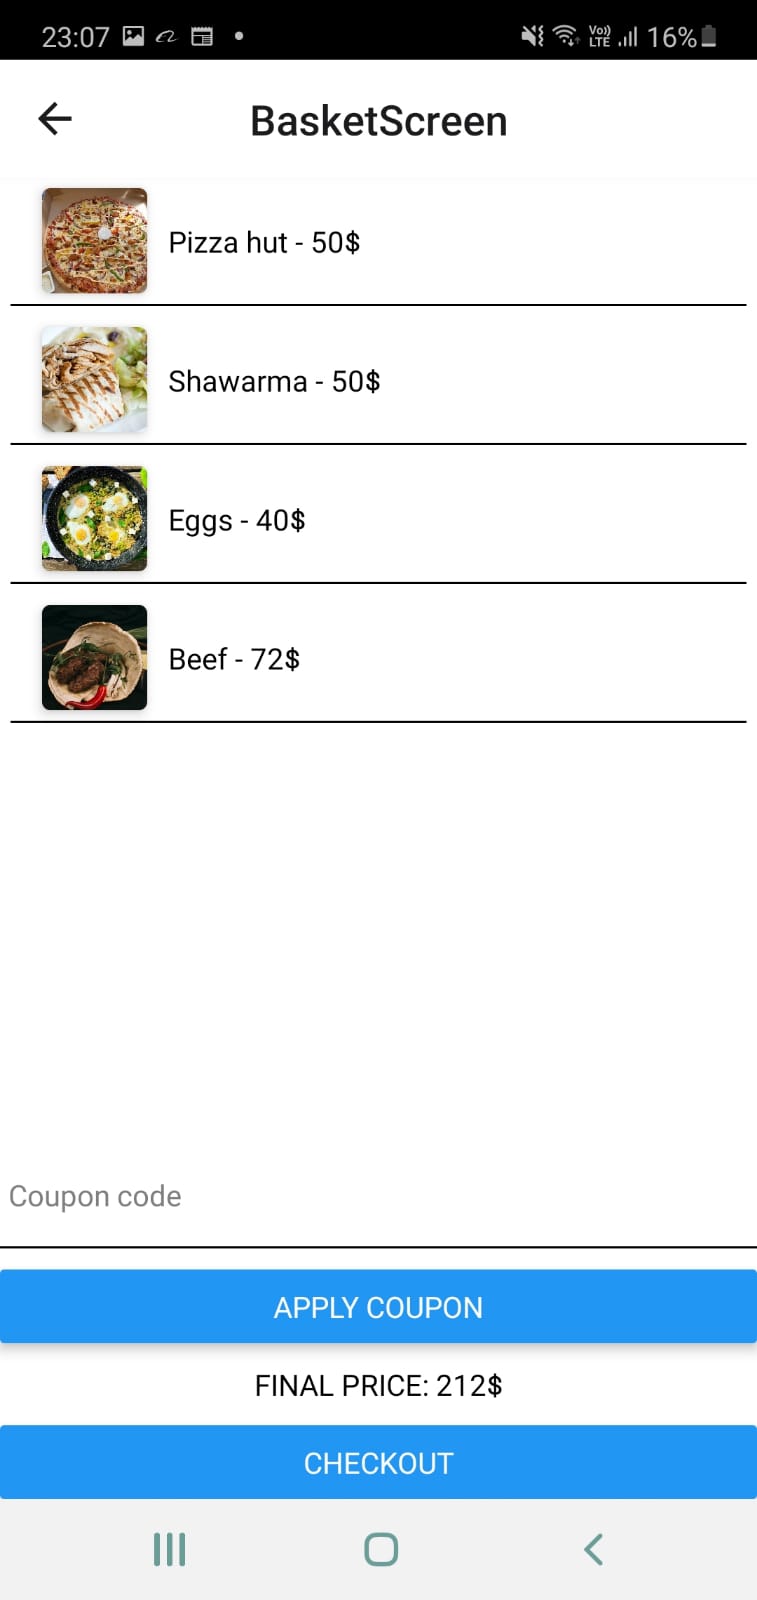 23:07
Vo))
LTE
16%
BasketScreen
Pizza hut - 50$
Shawarma - 50$
Eggs - 40$
Beef - 72$
Coupon code
APPLY COUPON
FINAL PRICE: 212$
CHECKOUT